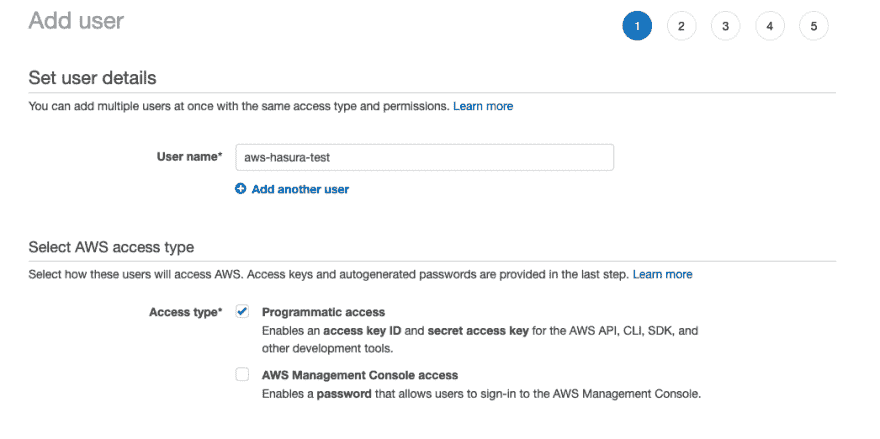 Add user
1 2 3 4 5
Set user details
You can add multiple users at once with the same access type and permissions. Learn more
User name* aws-hasura-test
Add another user
Select AWS access type
Select how these users will access AWS. Access keys and autogenerated passwords are provided in the last step. Learn more
Access type* Programmatic access
Enables an access key ID and secret access key for the AWS API, CLI, SDK, and
other development tools.
AWS Management Console access
Enables a password that allows users to sign-in to the AWS Management Console.